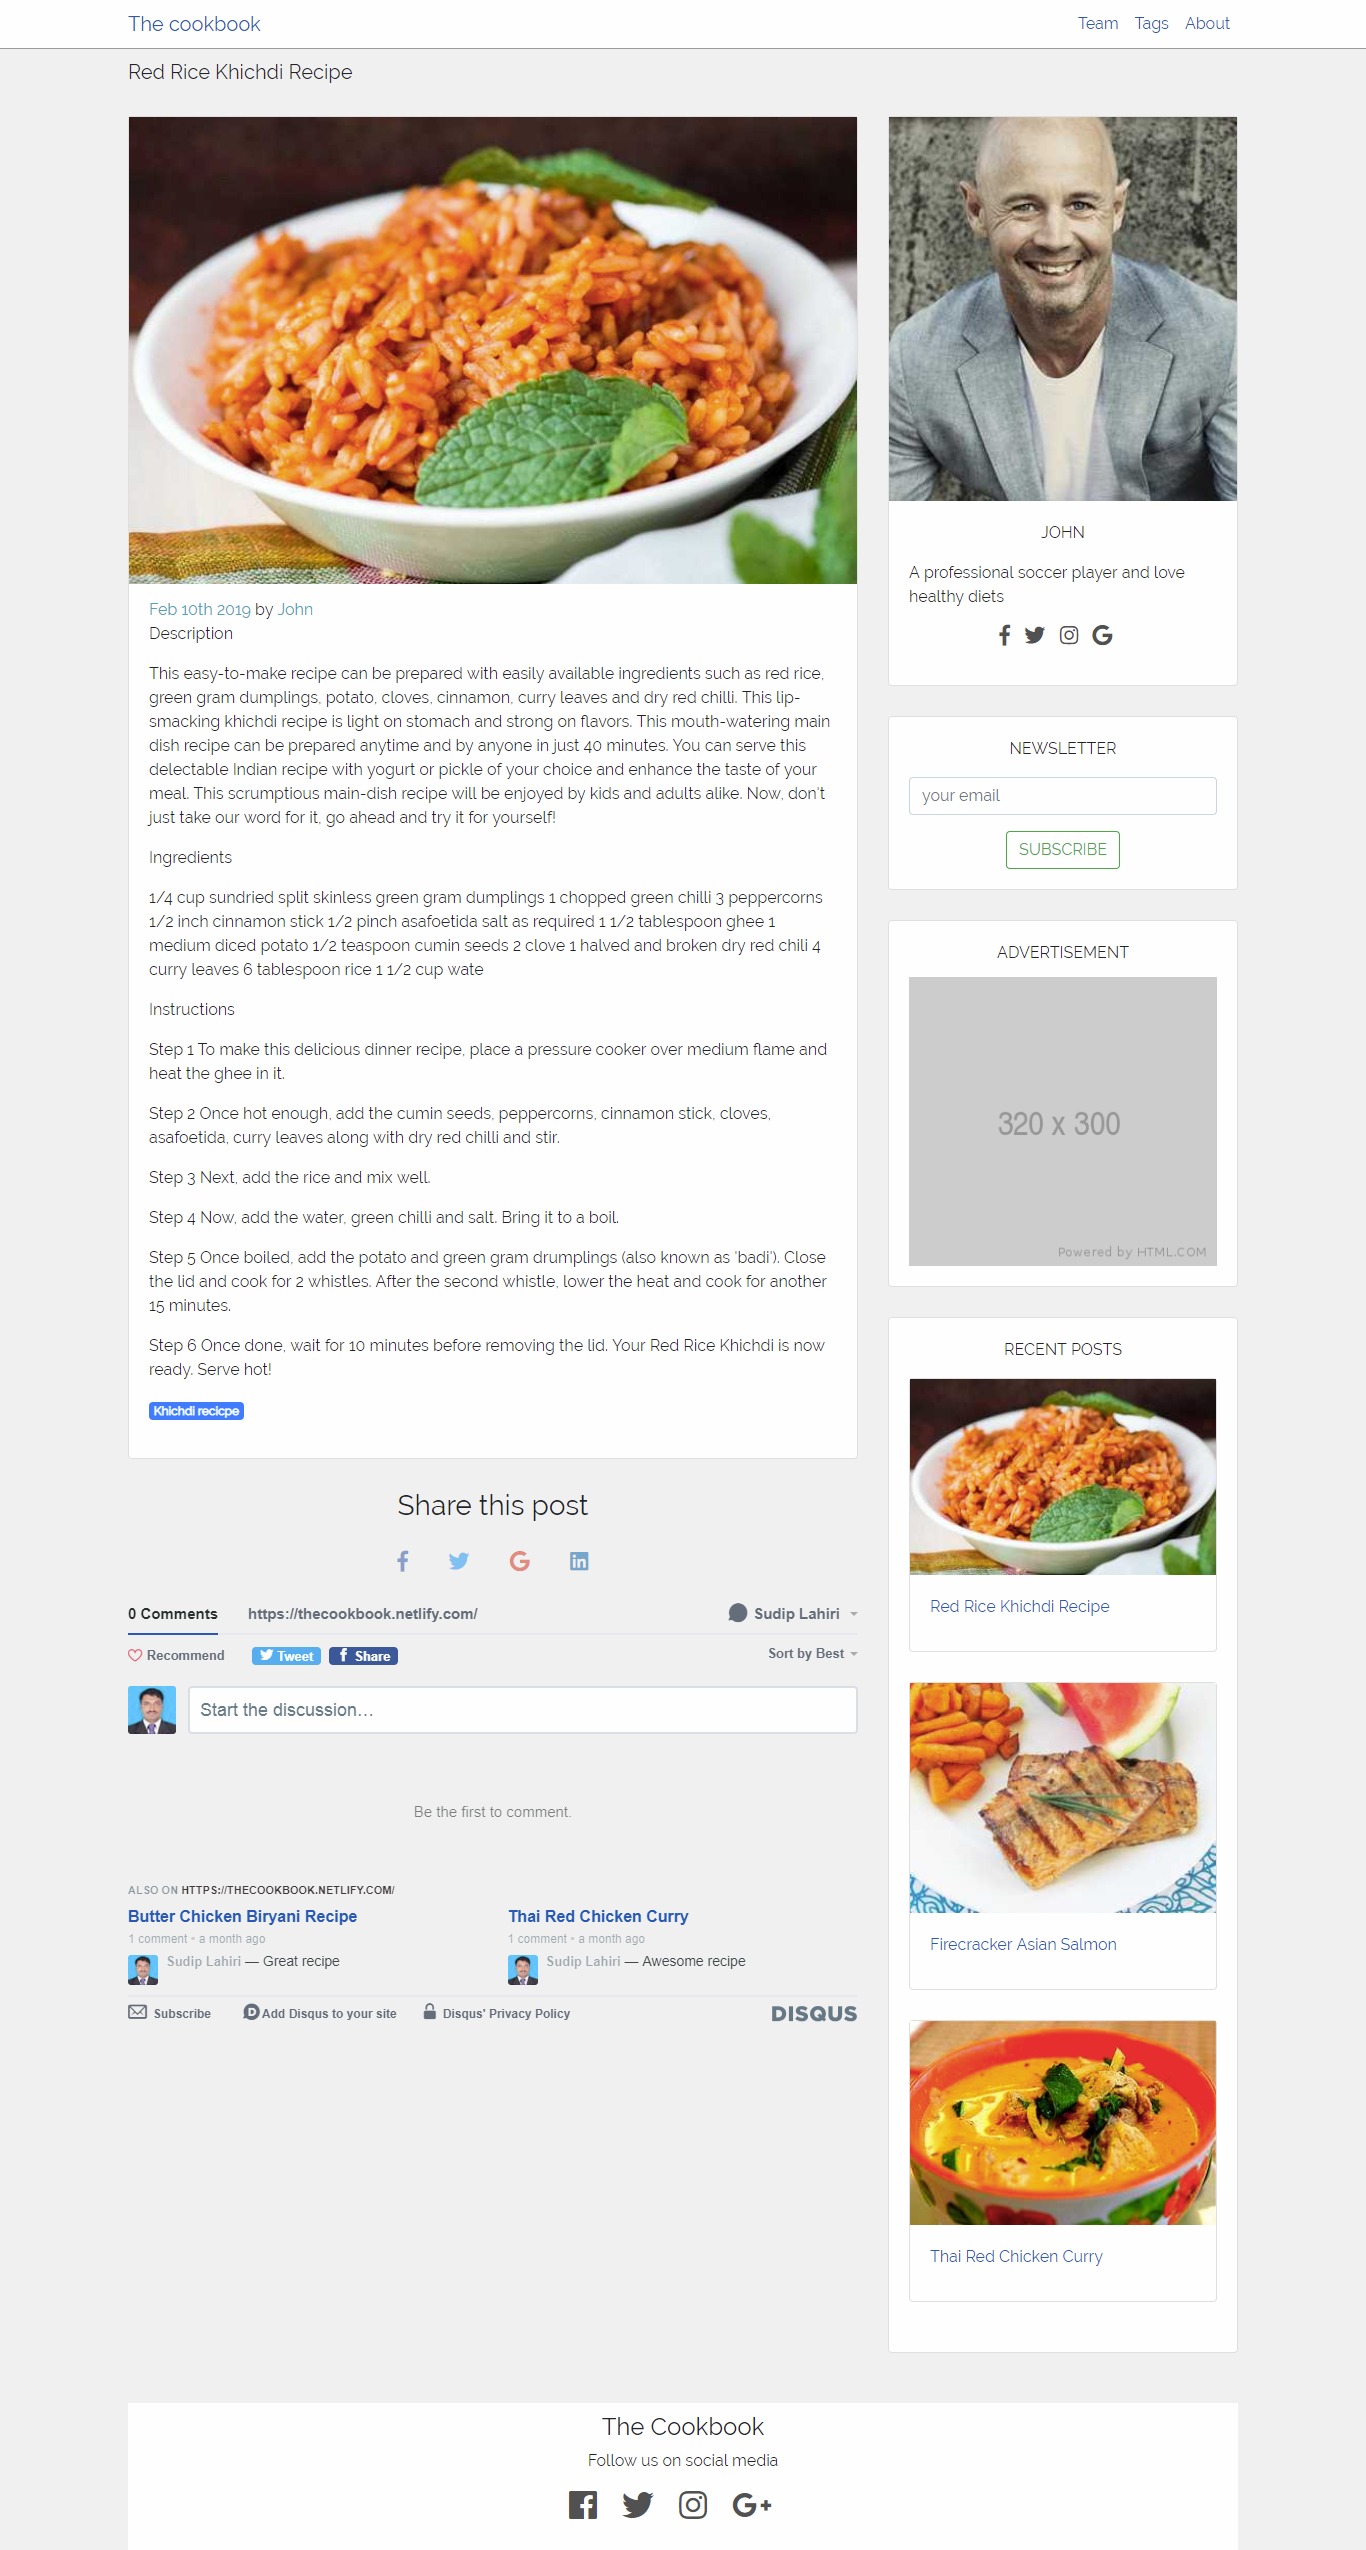 The cookbook
Team Tags About
Red Rice Khichdi Recipe
Feb 10th 2019 by John
Description
This easy-to-make recipe can be prepared with easily available ingredients such as red rice,
green gram dumplings, potato, cloves, cinnamon, curry leaves and dry red chilli. This lip-
smacking khichdi recipe is light on stomach and strong on flavors. This mouth-watering main
dish recipe can be prepared anytime and by anyone in just 40 minutes. You can serve this
delectable Indian recipe with yogurt or pickle of your choice and enhance the taste of your
meal. This scrumptious main-dish recipe will be enjoyed by kids and adults alike. Now, don't
just take our word for it, go ahead and try it for yourself!
Ingredients
1/4 cup sundried split skinless green gram dumplings 1 chopped green chilli 3 peppercorns
1/2 inch cinnamon stick 1/2 pinch asafoetida salt as required 1 1/2 tablespoon ghee 1
medium diced potato 1/2 teaspoon cumin seeds 2 clove 1 halved and broken dry red chili 4
curry leaves 6 tablespoon rice 1 1/2 cup wate
Instructions
Step 1 To make this delicious dinner recipe, place a pressure cooker over medium flame and
heat the ghee in it.
Step 2 Once hot enough, add the cumin seeds, peppercorns, cinnamon stick, cloves,
asafoetida, curry leaves along with dry red chilli and stir.
Step 3 Next, add the rice and mix well.
Step 4 Now, add the water, green chilli and salt. Bring it to a boil.
Step 5 Once boiled, add the potato and green gram drumplings (also known as 'badi'). Close
the lid and cook for 2 whistles. After the second whistle, lower the heat and cook for another
15 minutes.
Step 6 Once done, wait for 10 minutes before removing the lid. Your Red Rice Khichdi is now
ready. Serve hot!
Khichdi recicpe
Share this post
0 Comments https://thecookbook.netlify.com/ Sudip Lahiri
Recommend Tweet Share Sort by Best
Start the discussion...
Be the first to comment.
ALSO ON HTTPS://THECOOKBOOK.NETLIFY.COM/
Butter Chicken Biryani Recipe
1 comment • a month ago
Sudip Lahiri — Great recipe
Thai Red Chicken Curry
1 comment • a month ago
Sudip Lahiri — Awesome recipe
Subscribe Add Disqus to your site Disqus' Privacy Policy DISQUS
JOHN
A professional soccer player and love
healthy diets
NEWSLETTER
your email
SUBSCRIBE
ADVERTISEMENT
320 x 300
Powered by HTML.COM
RECENT POSTS
Red Rice Khichdi Recipe
Firecracker Asian Salmon
Thai Red Chicken Curry
The Cookbook
Follow us on social media